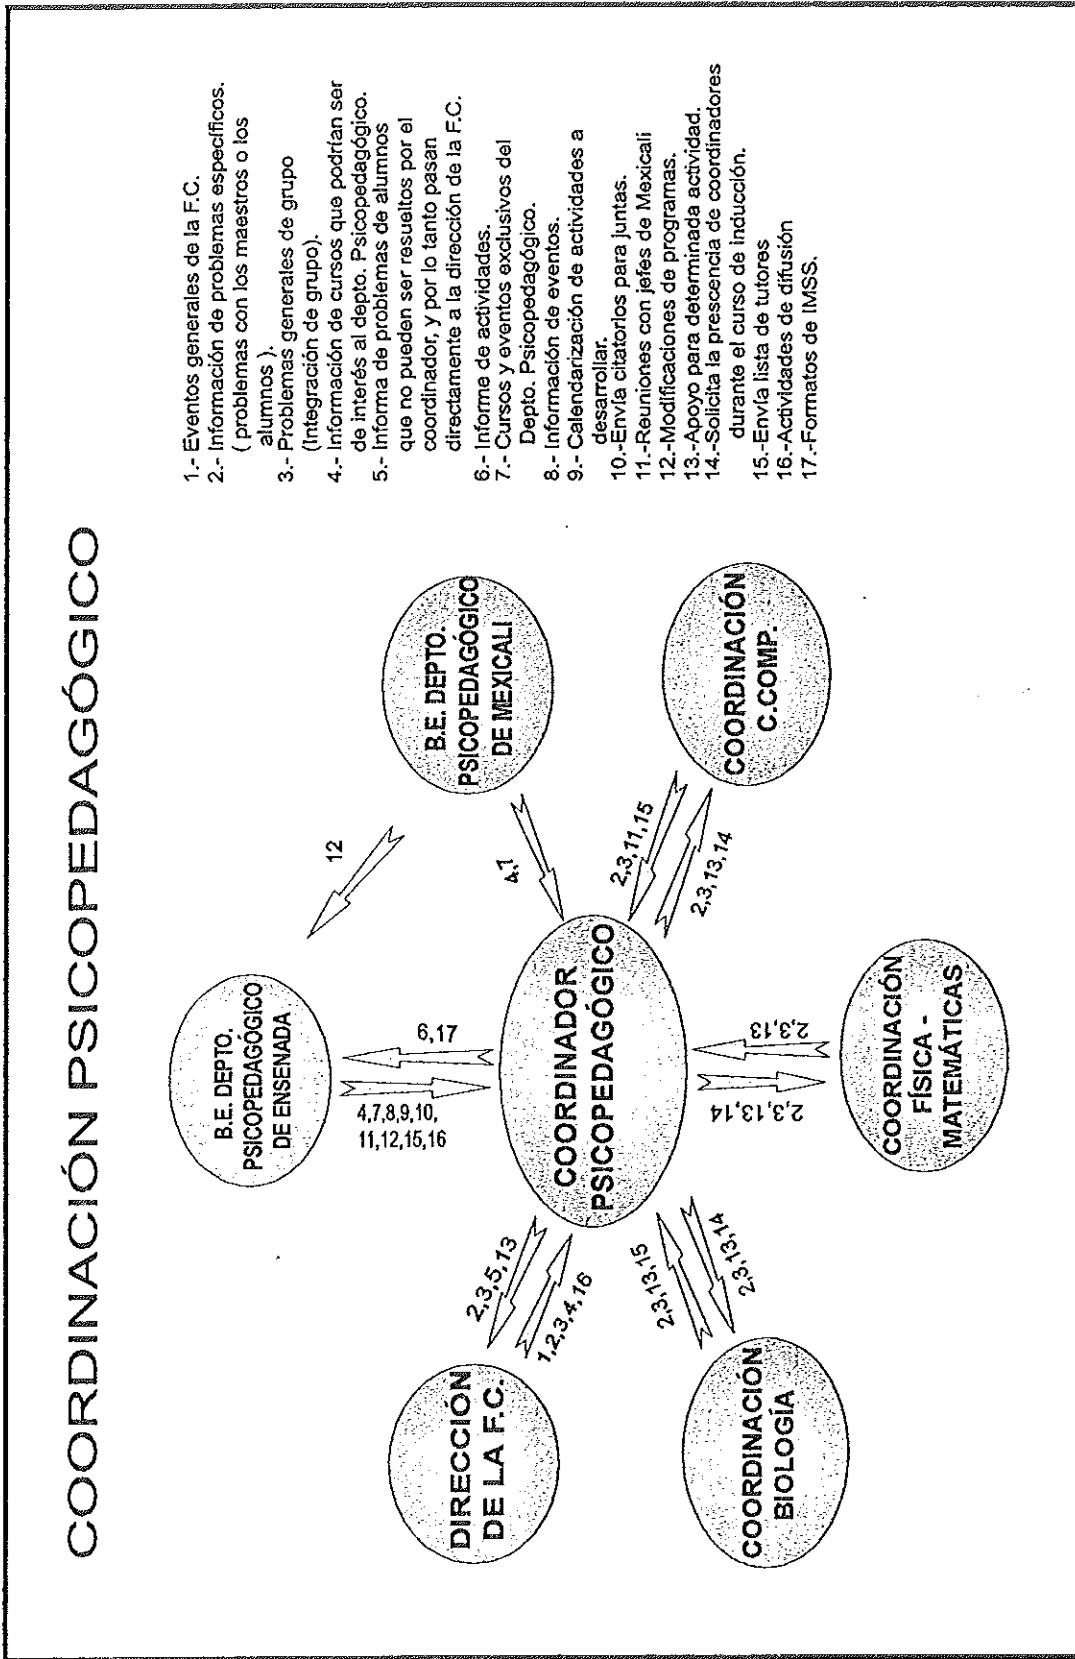 COORDINACIÓN PSICOPEDAGÓGICO
B.E. DEPTO.
PSICOPEDAGÓGICO
DE ENSENADA
12
B.E. DEPTO.
PSICOPEDAGÓGICO
DE MEXICALI
DIRECCIÓN
DE LA F.C.
2,3,5,13
1,2,3,4,16
4,7,8,9,10,
11,12,15,16
6,17
4,7
COORDINADOR
PSICOPEDAGÓGICO
2,3,13,15
2,3,13,14
2,3,13,14
2,3,13
2,3,11,15
2,3,13,14
COORDINACIÓN
BIOLOGÍA
COORDINACIÓN
FÍSICA -
MATEMÁTICAS
COORDINACIÓN
C.COMP.
1.- Eventos generales de la F.C.
2.- Información de problemas específicos.
( problemas con los maestros o los
alumnos ).
3.- Problemas generales de grupo
(Integración de grupo).
4.- Información de cursos que podrían ser
de interés al depto. Psicopedagógico.
5.- Informa de problemas de alumnos
que no pueden ser resueltos por el
coordinador, y por lo tanto pasan
directamente a la dirección de la F.C.
6.- Informe de actividades.
7.- Cursos y eventos exclusivos del
Depto. Psicopedagógico.
8.- Información de eventos.
9.- Calendarización de actividades a
desarrollar.
10.-Envía citatorios para juntas.
11.-Reuniones con jefes de Mexicali
12.-Modificaciones de programas.
13.-Apoyo para determinada actividad.
14.-Solicita la prescencia de coordinadores
durante el curso de inducción.
15.-Envía lista de tutores
16.-Actividades de difusión
17.-Formatos de IMSS.